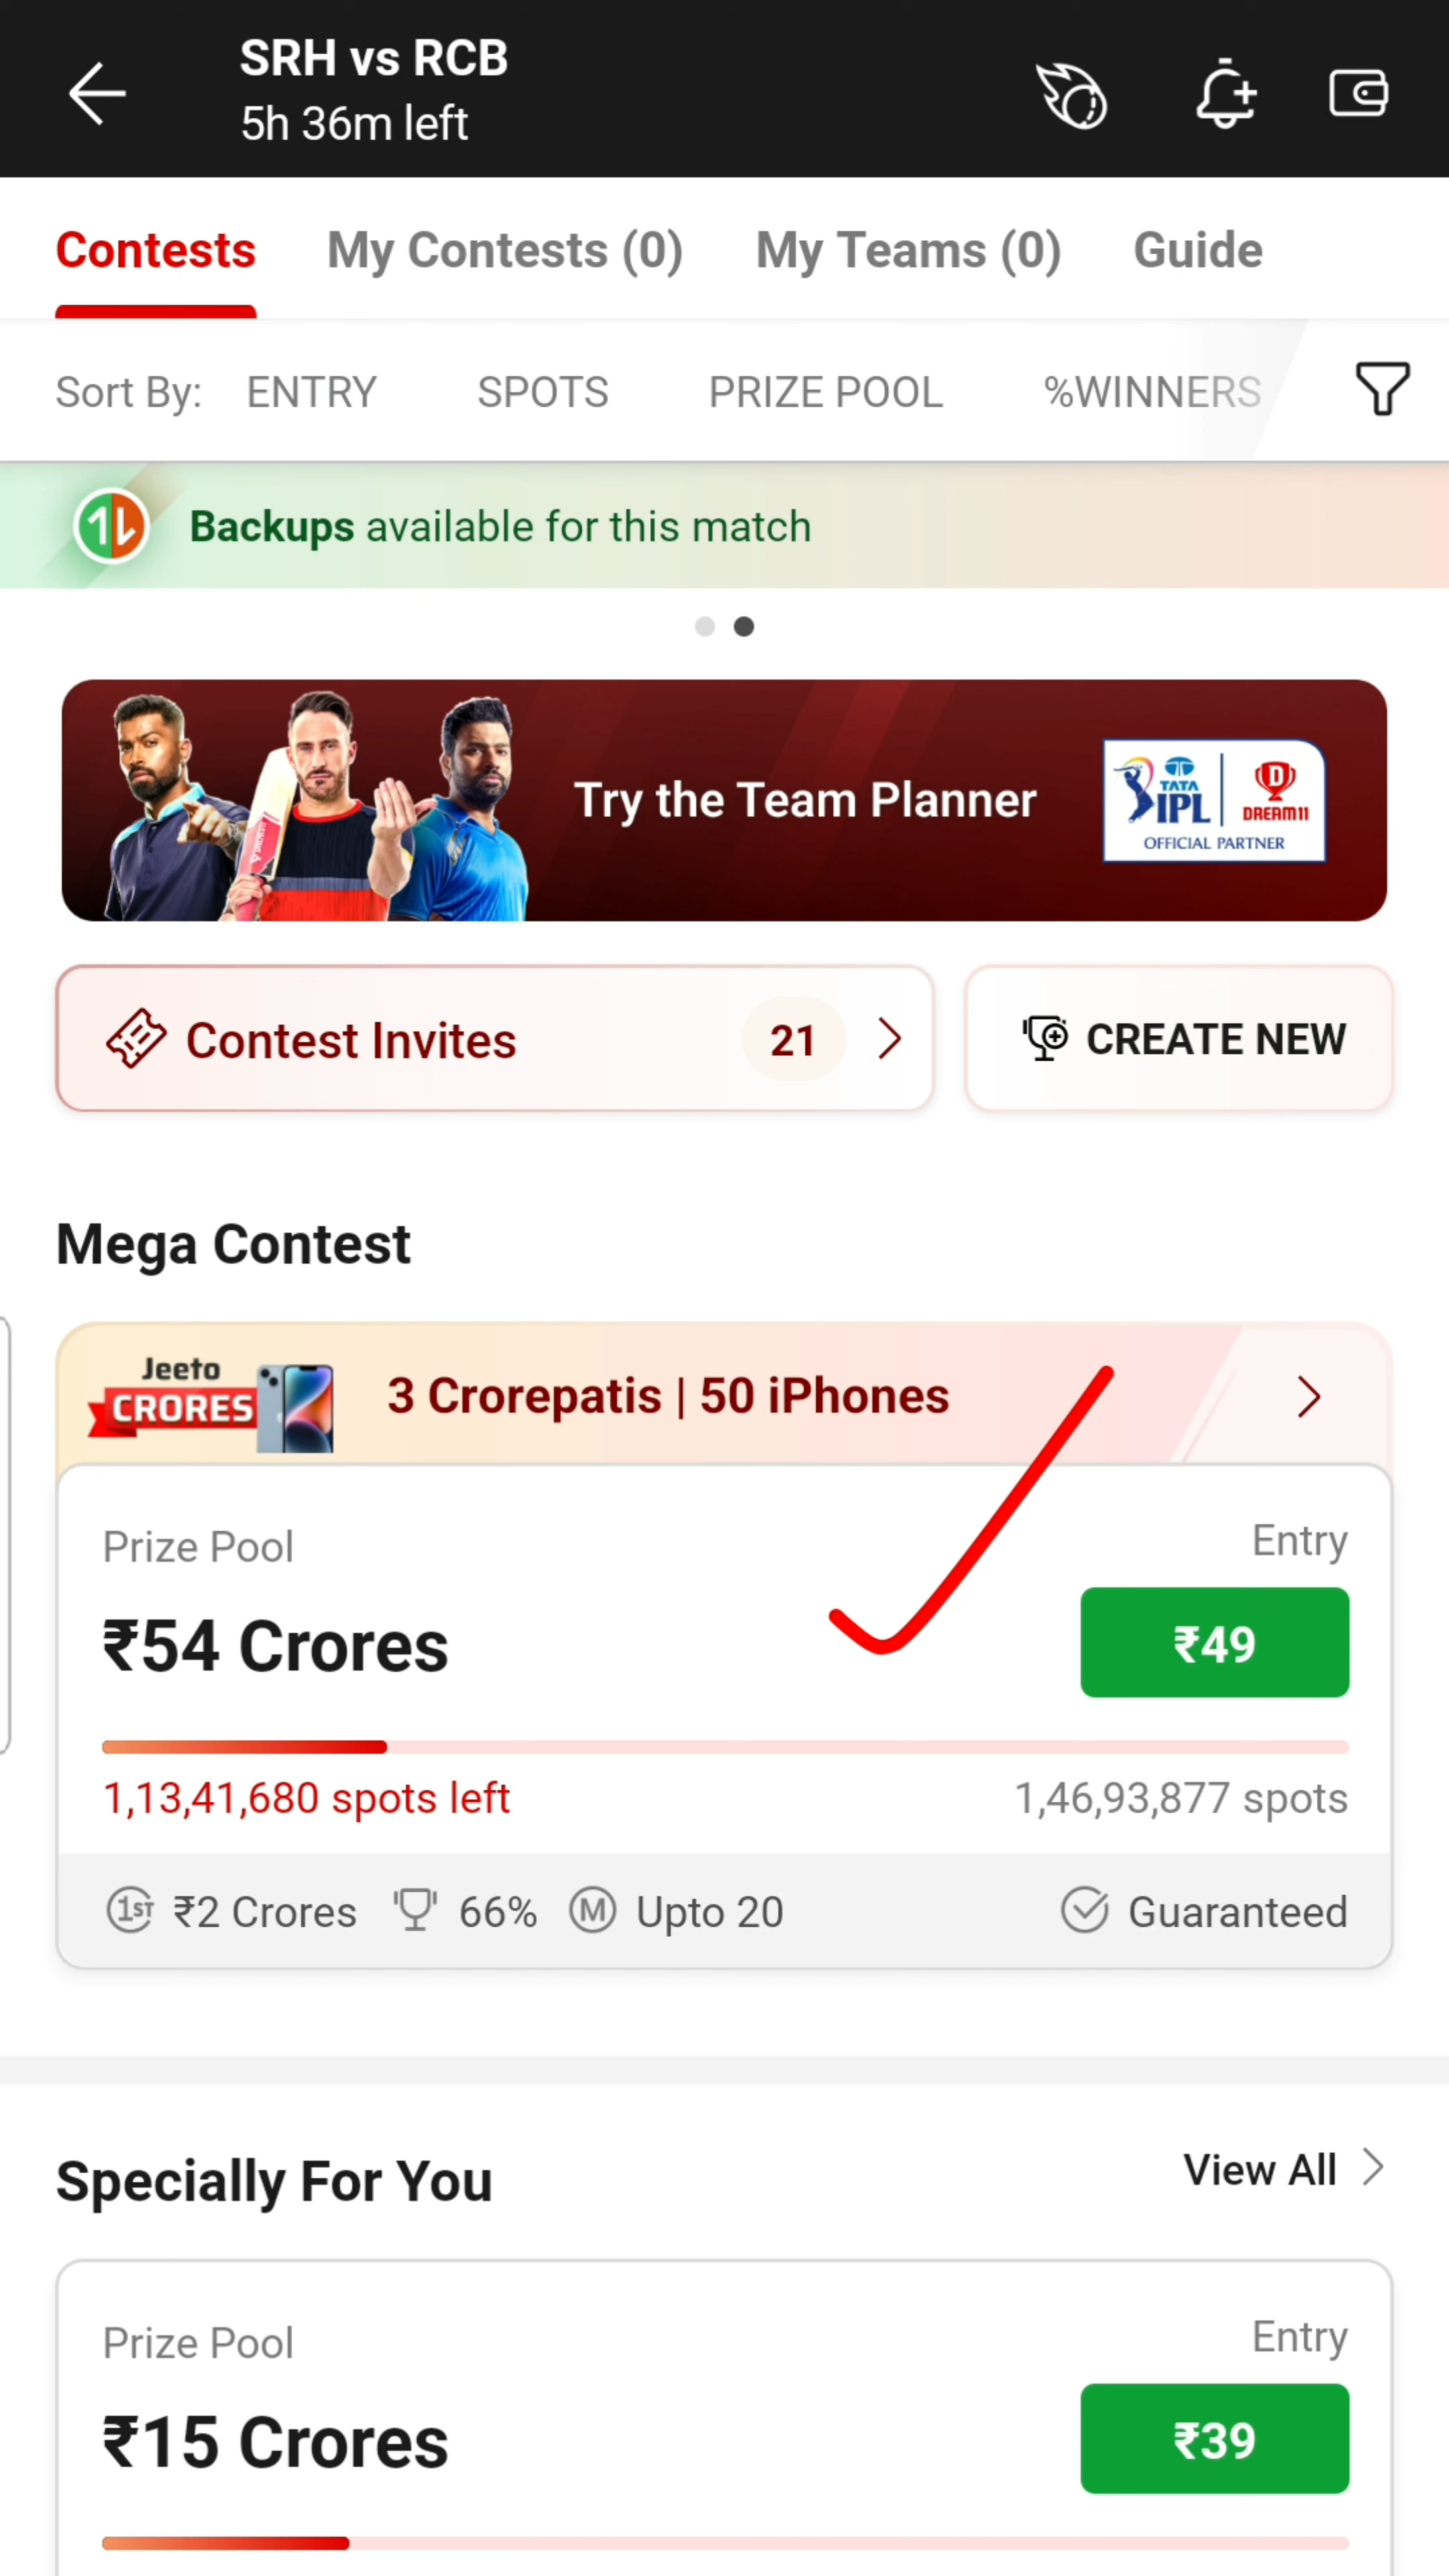 SRH vs RCB
5h 36m left
Contests My Contests (0) My Teams (0) Guide
Sort By: ENTRY SPOTS PRIZE POOL %WINNERS
Backups available for this match
Try the Team Planner
TATA
IPL
DREAM11
OFFICIAL PARTNER
Contest Invites 21
CREATE NEW
Mega Contest
Jeeto
CRORES
3 Crorepatis | 50 iPhones
Prize Pool Entry
₹54 Crores ₹49
1,13,41,680 spots left 1,46,93,877 spots
1ST ₹2 Crores 66% M Upto 20 Guaranteed
Specially For You View All
Prize Pool Entry
₹15 Crores ₹39